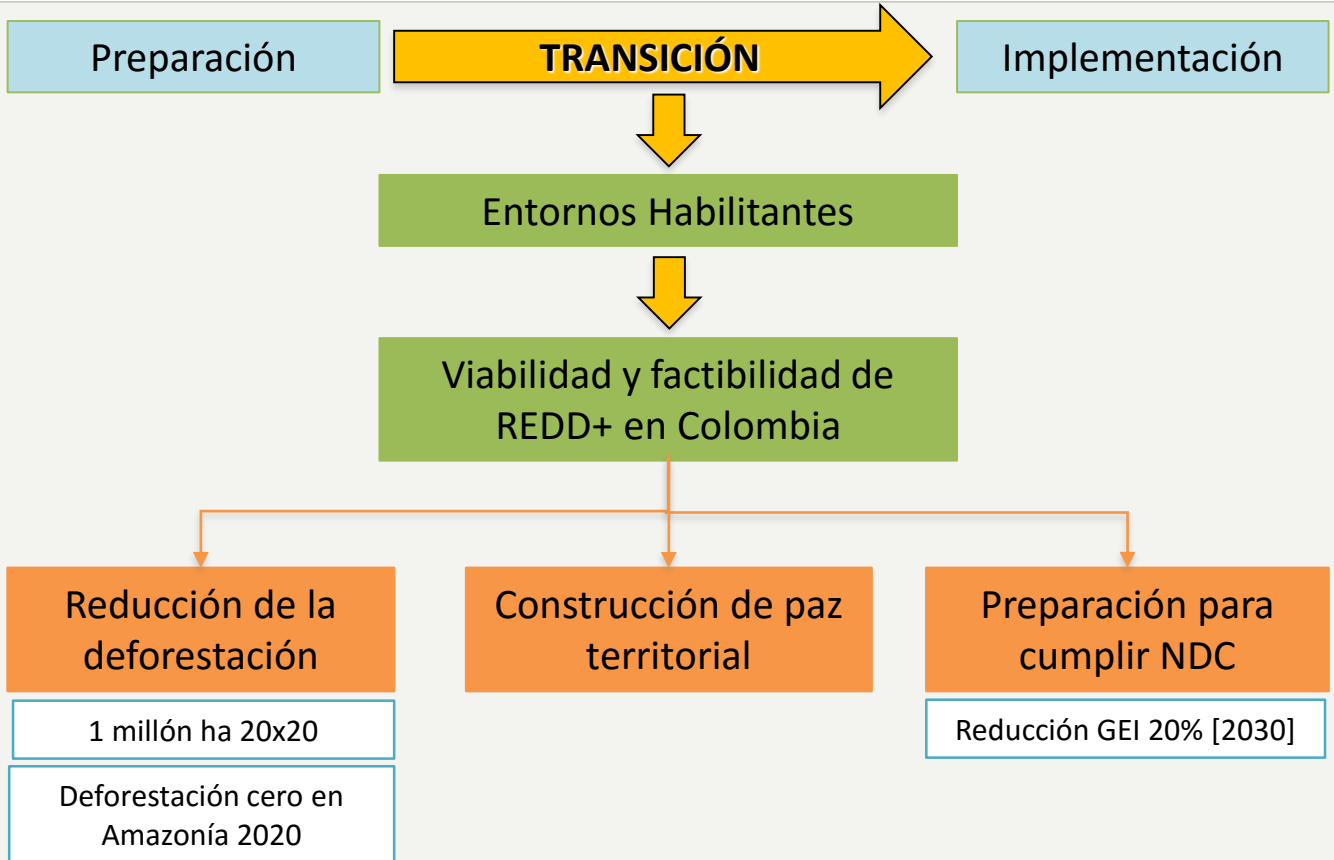 Preparación
TRANSICIÓN
Implementación
Entornos Habilitantes
Viabilidad y factibilidad de
REDD+ en Colombia
Reducción de la
deforestación
1 millón ha 20x20
Deforestación cero en
Amazonía 2020
Construcción de paz
territorial
Preparación para
cumplir NDC
Reducción GEI 20% [2030]